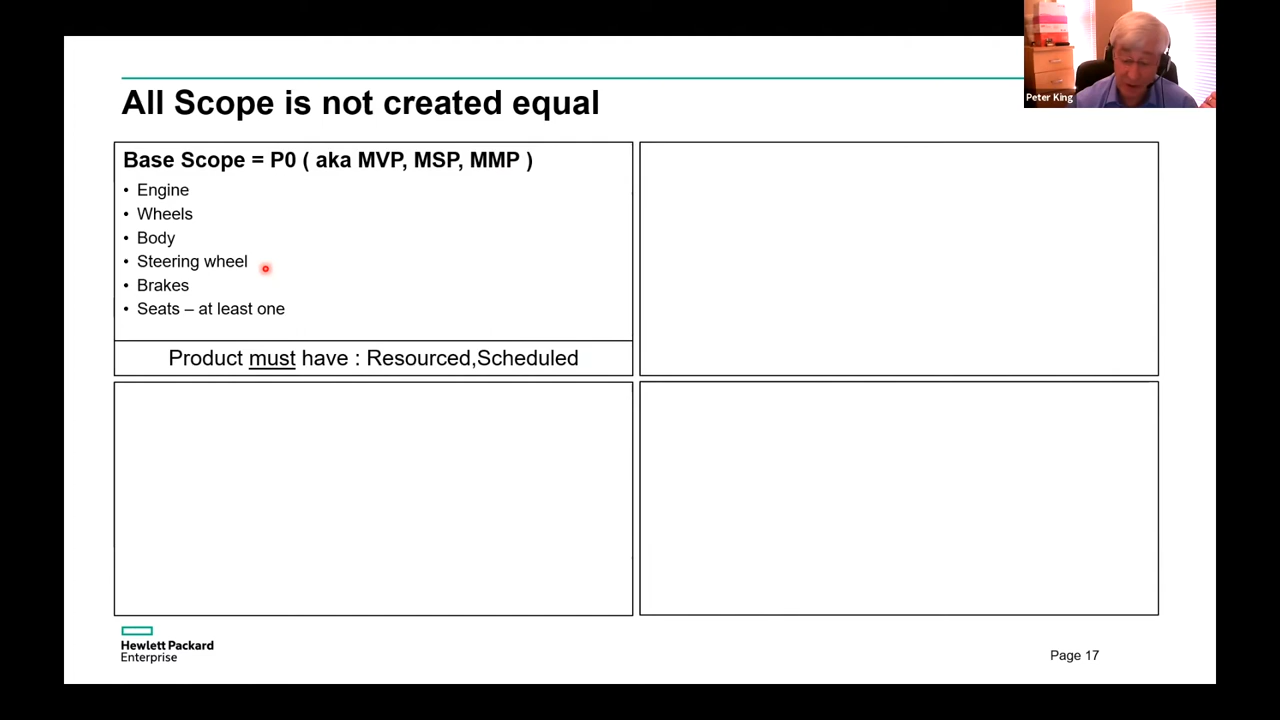 Peter King
All Scope is not created equal
Base Scope = P0 ( aka MVP, MSP, MMP )
• Engine
• Wheels
• Body
• Steering wheel
• Brakes
• Seats – at least one
Product must have : Resourced,Scheduled
Hewlett Packard
Enterprise
Page 17